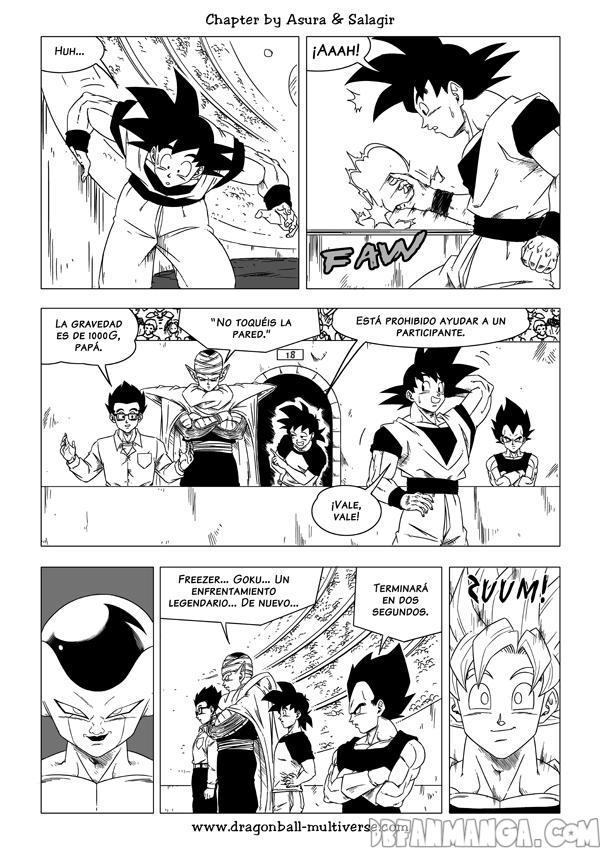 Chapter by Asura & Salagir
Huh...
¡Aaah!
FAW
La gravedad
es de 1000G,
papá.
"No toquéis la
pared."
Está prohibido ayudar a un
participante.
18
¡Vale,
vale!
Freezer... Goku... Un
enfrentamiento
legendario... De nuevo...
Terminará
en dos
segundos.
ZUUM!
www.dragonball-multiverse.com
DBFANMANGA.COM